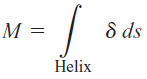 M = ∫ δ ds
Helix